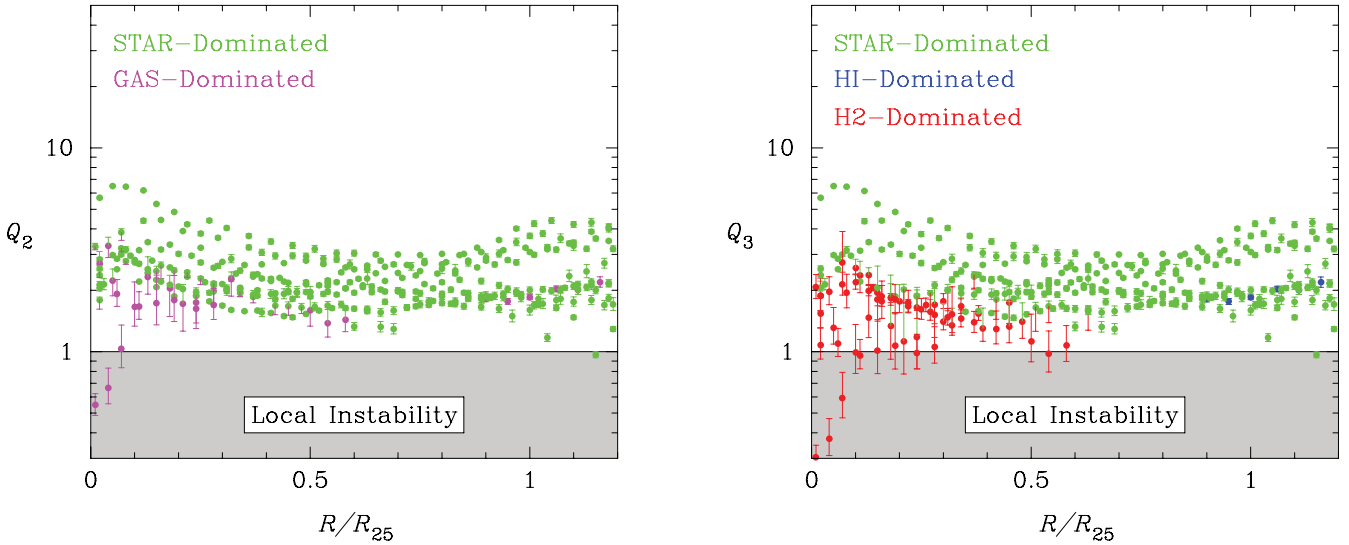 STAR-Dominated
GAS-Dominated
10
Q2
1
Local Instability
0
0.5
1
R/R25
STAR-Dominated
HI-Dominated
H2-Dominated
10
Q3
1
Local Instability
0
0.5
1
R/R25